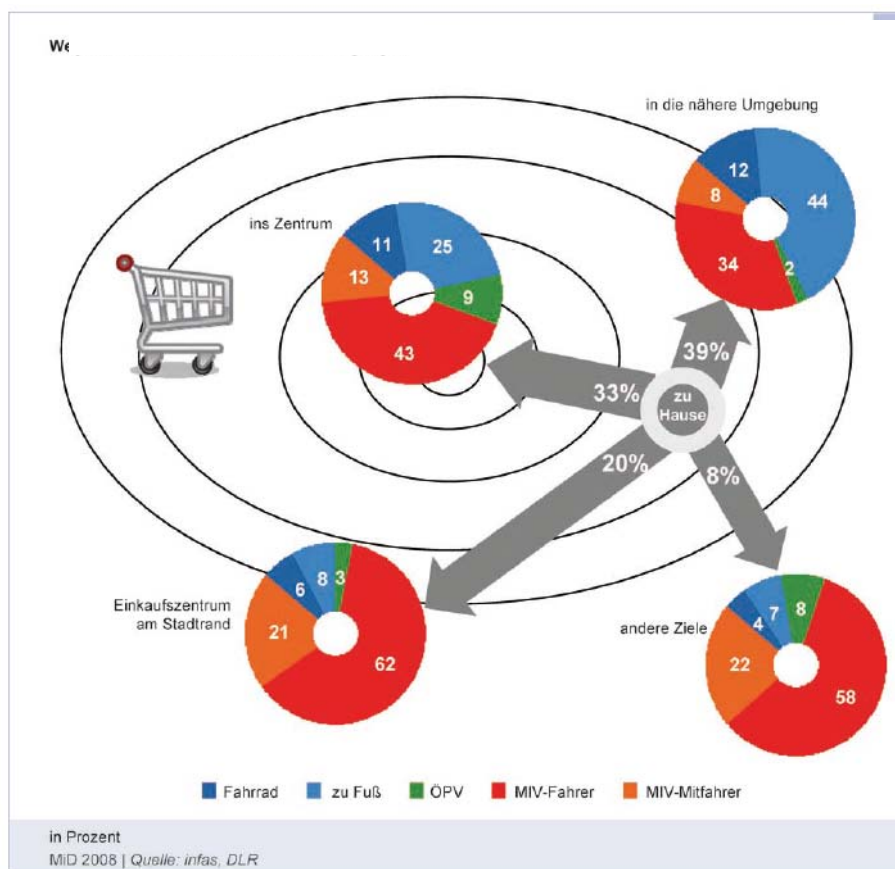 in die nähere Umgebung
12
44
8
34
2
ins Zentrum
11
25
13
9
43
39%
33%
zu
Hause
20%
8%
Einkaufszentrum
am Stadtrand
6
8
3
21
62
andere Ziele
4
7
8
22
58
Fahrrad
zu Fuß
ÖPV
MIV-Fahrer
MIV-Mitfahrer
in Prozent
MiD 2008 | Quelle: infas, DLR